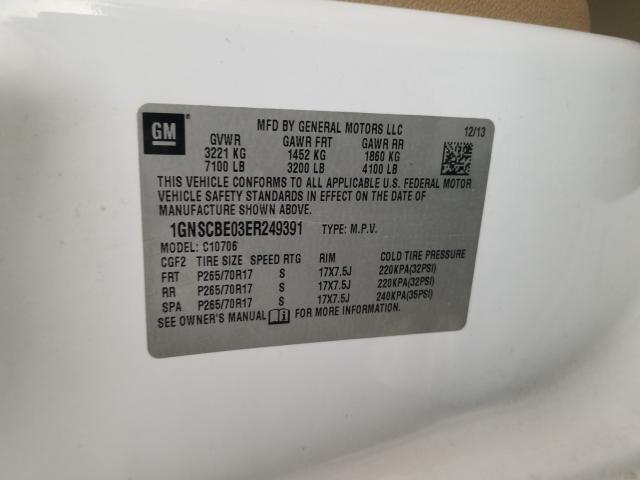 GM
MFD BY GENERAL MOTORS LLC 12/13
GVWR GAWR FRT GAWR RR
3221 KG 1452 KG 1860 KG
7100 LB 3200 LB 4100 LB
THIS VEHICLE CONFORMS TO ALL APPLICABLE U.S. FEDERAL MOTOR
VEHICLE SAFETY STANDARDS IN EFFECT ON THE DATE OF
MANUFACTURE SHOWN ABOVE.
1GNSCBE03ER249391 TYPE: M.P.V.
MODEL: C10706
CGF2 TIRE SIZE SPEED RTG RIM COLD TIRE PRESSURE
FRT P265/70R17 S 17X7.5J 220KPA(32PSI)
RR P265/70R17 S 17X7.5J 220KPA(32PSI)
SPA P265/70R17 S 17X7.5J 240KPA(35PSI)
SEE OWNER'S MANUAL FOR MORE INFORMATION.